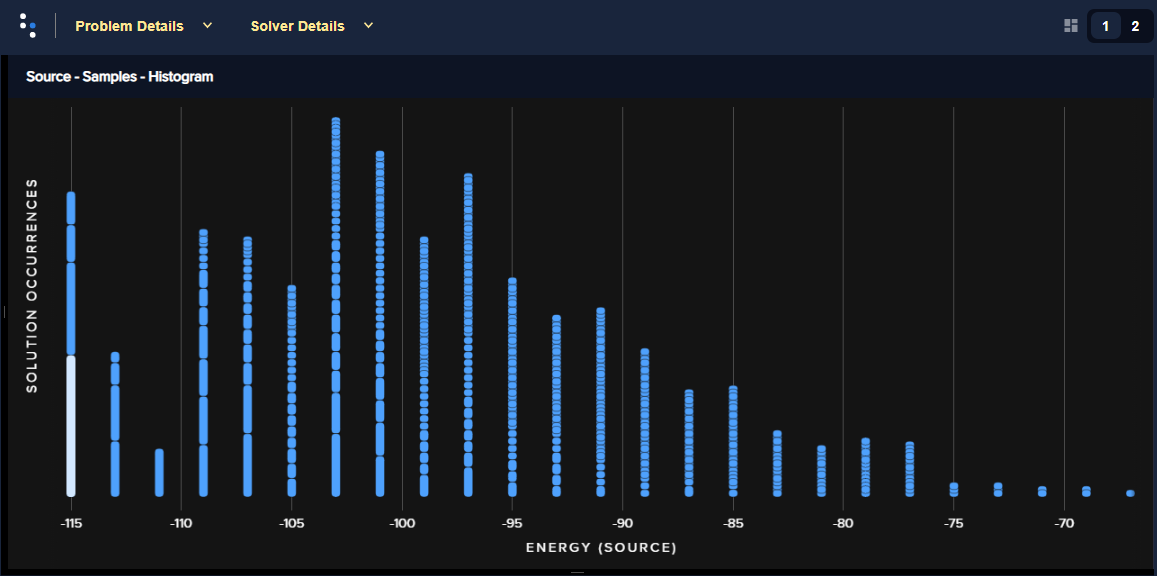 Problem Details Solver Details 1 2
Source - Samples - Histogram
SOLUTION OCCURRENCES
-115 -110 -105 -100 -95 -90 -85 -80 -75 -70
ENERGY (SOURCE)